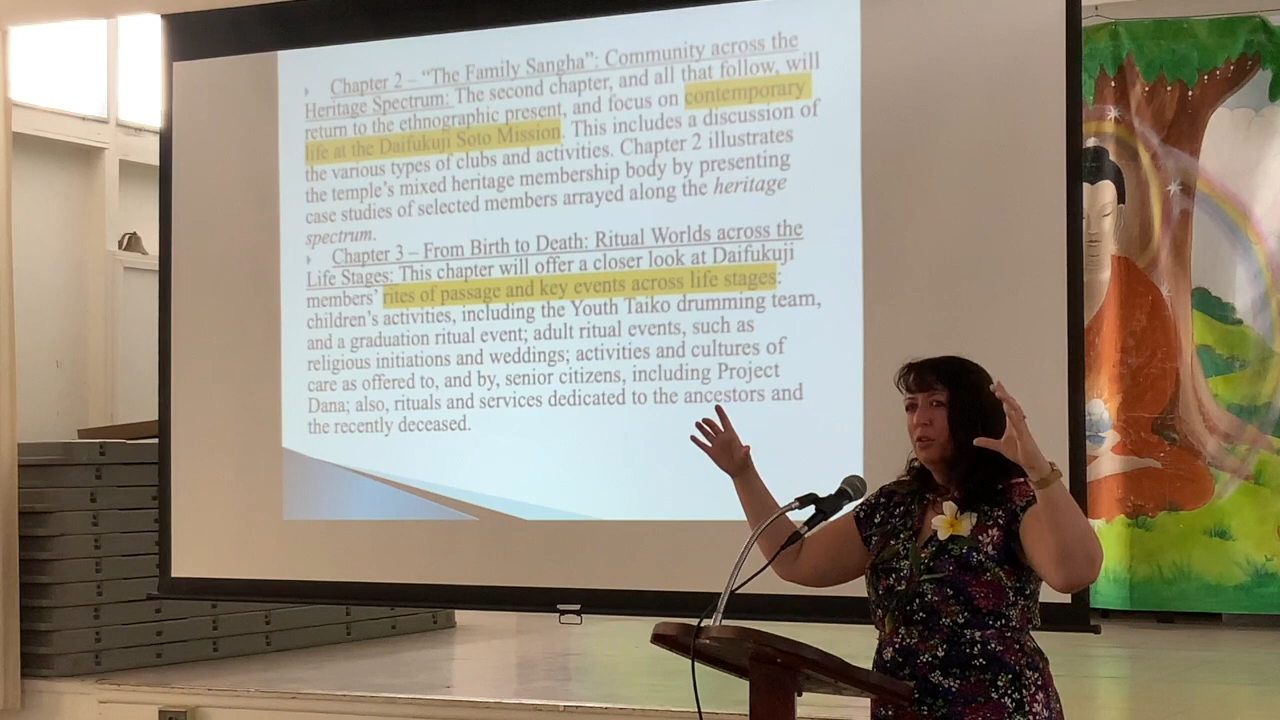 Chapter 2 – “The Family Sangha”: Community across the
Heritage Spectrum: The second chapter, and all that follow, will
return to the ethnographic present, and focus on contemporary
life at the Daifukuji Soto Mission. This includes a discussion of
the various types of clubs and activities. Chapter 2 illustrates
the temple’s mixed heritage membership body by presenting
case studies of selected members arrayed along the heritage
spectrum.
Chapter 3 – From Birth to Death: Ritual Worlds across the
Life Stages: This chapter will offer a closer look at Daifukuji
members’ rites of passage and key events across life stages:
children’s activities, including the Youth Taiko drumming team,
and a graduation ritual event; adult ritual events, such as
religious initiations and weddings; activities and cultures of
care as offered to, and by, senior citizens, including Project
Dana; also, rituals and services dedicated to the ancestors and
the recently deceased.